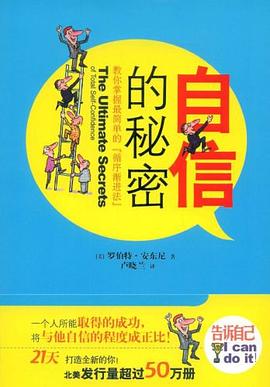 自信
的秘密
教你掌握最简单的『循序渐进法』
The Ultimate Secrets
of Total Self-Confidence
(美) 罗伯特·安东尼 著
卢晓兰 译
一个人所能取得的成功,
将与他自信的程度成正比!
21天 打造全新的你!
北美发行量超过50万册
告诉自己
I can
do it!